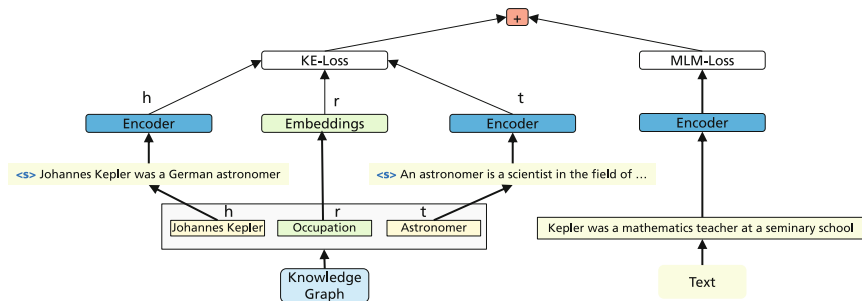 +
KE-Loss
MLM-Loss
h
r
t
Encoder
Embeddings
Encoder
Encoder
<s> Johannes Kepler was a German astronomer
<s> An astronomer is a scientist in the field of ...
h
r
t
Johannes Kepler
Occupation
Astronomer
Kepler was a mathematics teacher at a seminary school
Knowledge
Graph
Text